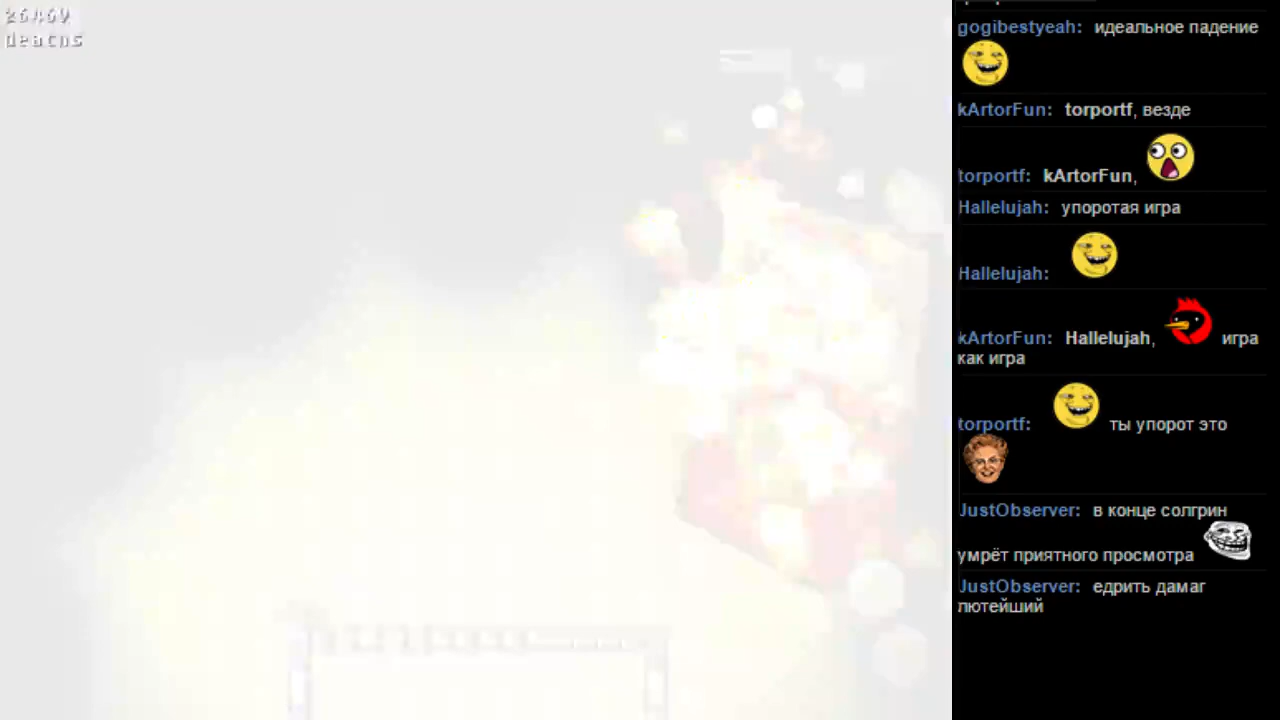 deaths
gogibestyeah: идеальное падение
kArtorFun: torportf, везде
torportf: kArtorFun,
Hallelujah: упоротая игра
Hallelujah:
kArtorFun: Hallelujah, игра
как игра
torportf: ты упорот это
JustObserver: в конце солгрин
умрёт приятного просмотра
JustObserver: едрить дамаг
лютейший